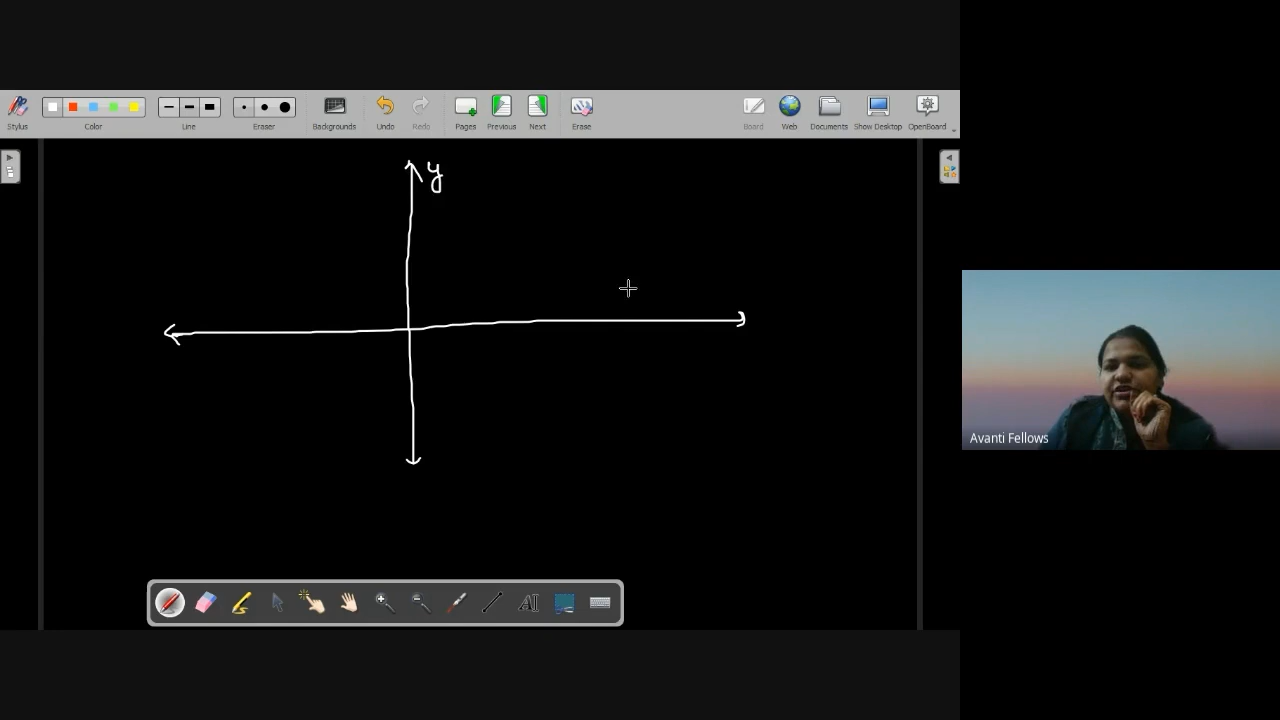 Stylus Color Line Eraser Backgrounds Undo Redo Pages Previous Next Erase Board Web Documents Show Desktop OpenBoard
y
Avanti Fellows
AI